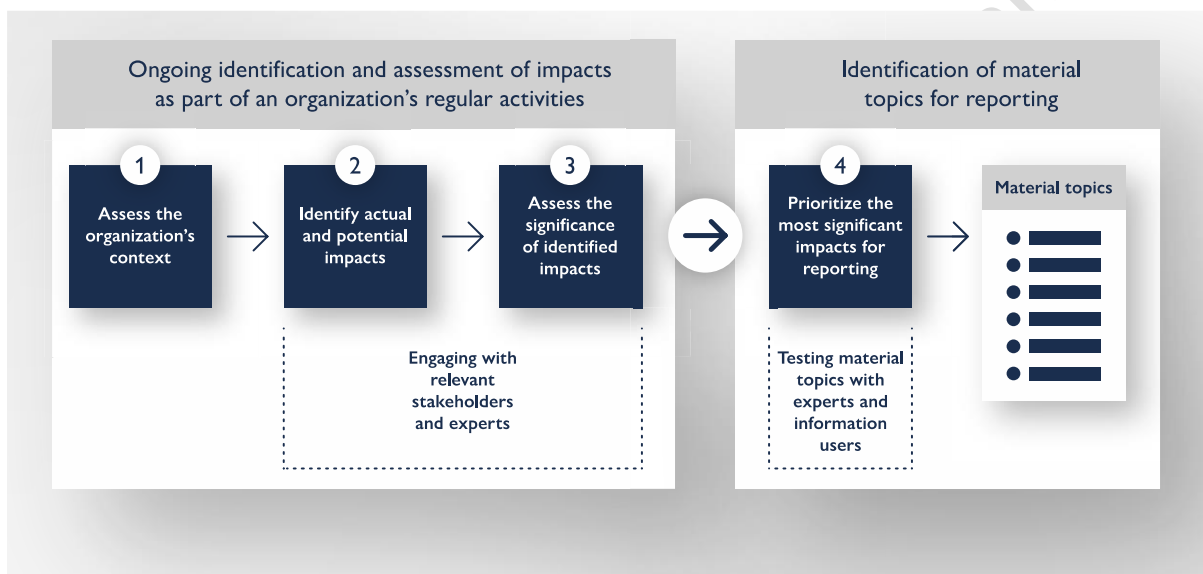 Ongoing identification and assessment of impacts
as part of an organization's regular activities
1
Assess the
organization's
context
2
Identify actual
and potential
impacts
3
Assess the
significance
of identified
impacts
Engaging with
relevant
stakeholders
and experts
Identification of material
topics for reporting
4
Prioritize the
most significant
impacts for
reporting
Testing material
topics with
experts and
information
users
Material topics